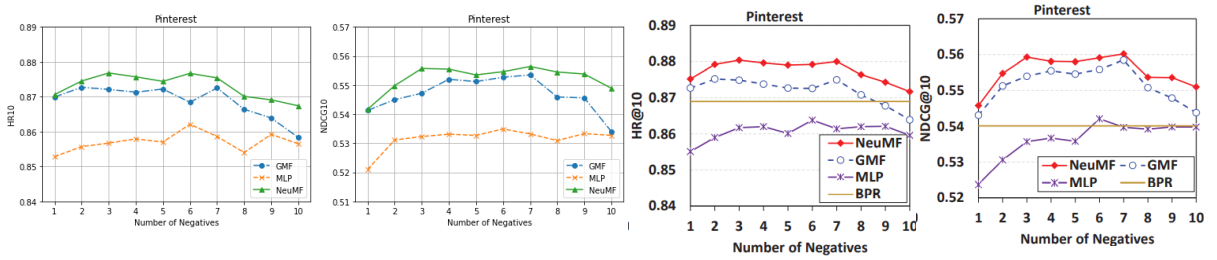 Pinterest
HR10
0.89
0.88
0.87
0.86
0.85
0.84
GMF
MLP
NeuMF
1 2 3 4 5 6 7 8 9 10
Number of Negatives
Pinterest
NDCG10
0.57
0.56
0.55
0.54
0.53
0.52
0.51
GMF
MLP
NeuMF
1 2 3 4 5 6 7 8 9 10
Number of Negatives
Pinterest
HR@10
0.89
0.88
0.87
0.86
0.85
0.84
NeuMF
GMF
MLP
BPR
1 2 3 4 5 6 7 8 9 10
Number of Negatives
Pinterest
NDCG@10
0.57
0.56
0.55
0.54
0.53
0.52
NeuMF GMF
MLP BPR
1 2 3 4 5 6 7 8 9 10
Number of Negatives